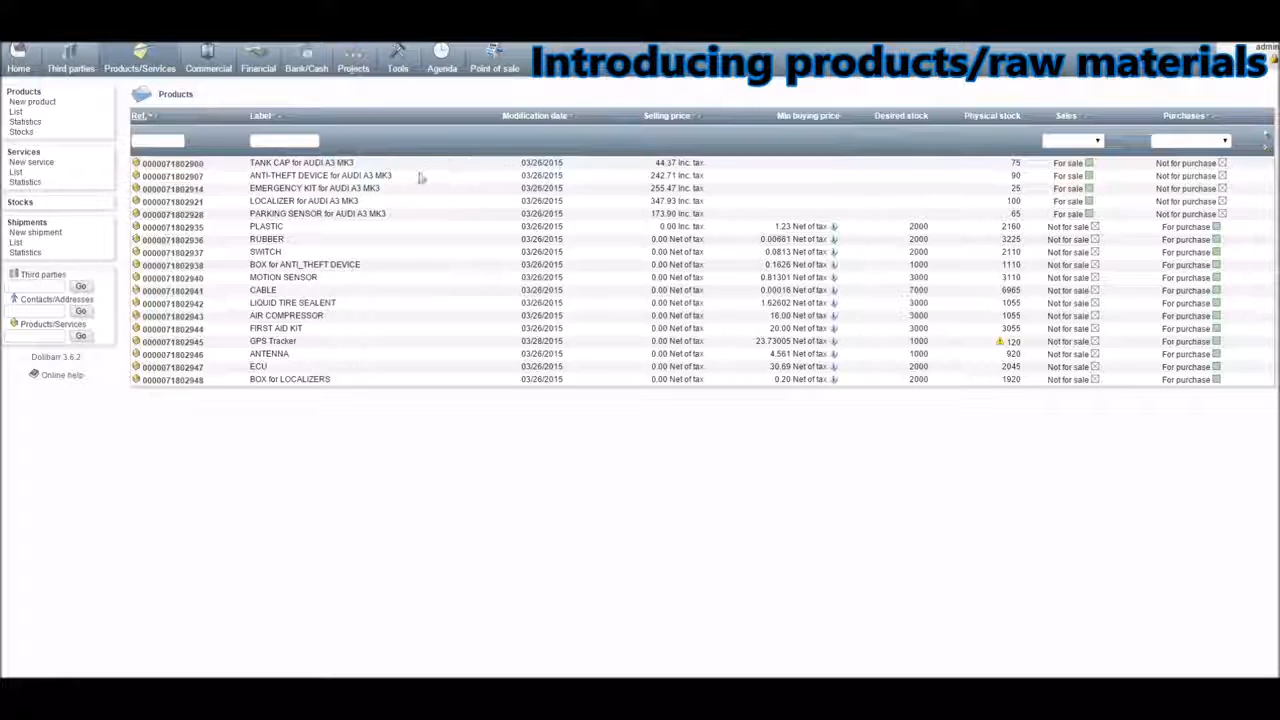 Introducing products/raw materials
admin
Home Third parties Products/Services Commercial Financial Bank/Cash Projects Tools Agenda Point of sale
Products
New product
List
Statistics
Stocks
Services
New service
List
Statistics
Stocks
Shipments
New shipment
List
Statistics
Third parties
Go
Contacts/Addresses
Go
Products/Services
Go
Dolibarr 3.6.2
Online help
Products
Ref. Label Modification date Selling price Min buying price Desired stock Physical stock Sales Purchases
0000071802900 TANK CAP for AUDI A3 MK3 03/26/2015 44.37 Inc. tax 75 For sale Not for purchase
0000071802907 ANTI-THEFT DEVICE for AUDI A3 MK3 03/26/2015 242.71 Inc. tax 90 For sale Not for purchase
0000071802914 EMERGENCY KIT for AUDI A3 MK3 03/26/2015 255.47 Inc. tax 25 For sale Not for purchase
0000071802921 LOCALIZER for AUDI A3 MK3 03/26/2015 347.93 Inc. tax 100 For sale Not for purchase
0000071802928 PARKING SENSOR for AUDI A3 MK3 03/26/2015 173.90 Inc. tax 65 For sale Not for purchase
0000071802935 PLASTIC 03/26/2015 0.00 Inc. tax 1.23 Net of tax 2000 2160 Not for sale For purchase
0000071802936 RUBBER 03/26/2015 0.00 Net of tax 0.00661 Net of tax 2000 3225 Not for sale For purchase
0000071802937 SWITCH 03/26/2015 0.00 Net of tax 0.0813 Net of tax 2000 2110 Not for sale For purchase
0000071802938 BOX for ANTI_THEFT DEVICE 03/26/2015 0.00 Net of tax 0.1625 Net of tax 1000 1110 Not for sale For purchase
0000071802940 MOTION SENSOR 03/26/2015 0.00 Net of tax 0.81301 Net of tax 2000 3110 Not for sale For purchase
0000071802941 CABLE 03/26/2015 0.00 Net of tax 0.00016 Net of tax 7000 6965 Not for sale For purchase
0000071802942 LIQUID TIRE SEALENT 03/26/2015 0.00 Net of tax 1.62602 Net of tax 3000 1055 Not for sale For purchase
0000071802943 AIR COMPRESSOR 03/26/2015 0.00 Net of tax 16.00 Net of tax 3000 1055 Not for sale For purchase
0000071802944 FIRST AID KIT 03/26/2015 0.00 Net of tax 20.00 Net of tax 3000 3055 Not for sale For purchase
0000071802945 GPS Tracker 03/28/2015 0.00 Net of tax 23.73005 Net of tax 1000 120 Not for sale For purchase
0000071802946 ANTENNA 03/26/2015 0.00 Net of tax 4.561 Net of tax 1000 920 Not for sale For purchase
0000071802947 ECU 03/26/2015 0.00 Net of tax 30.69 Net of tax 2000 2045 Not for sale For purchase
0000071802948 BOX for LOCALIZERS 03/26/2015 0.00 Net of tax 0.20 Net of tax 1000 1920 Not for sale For purchase